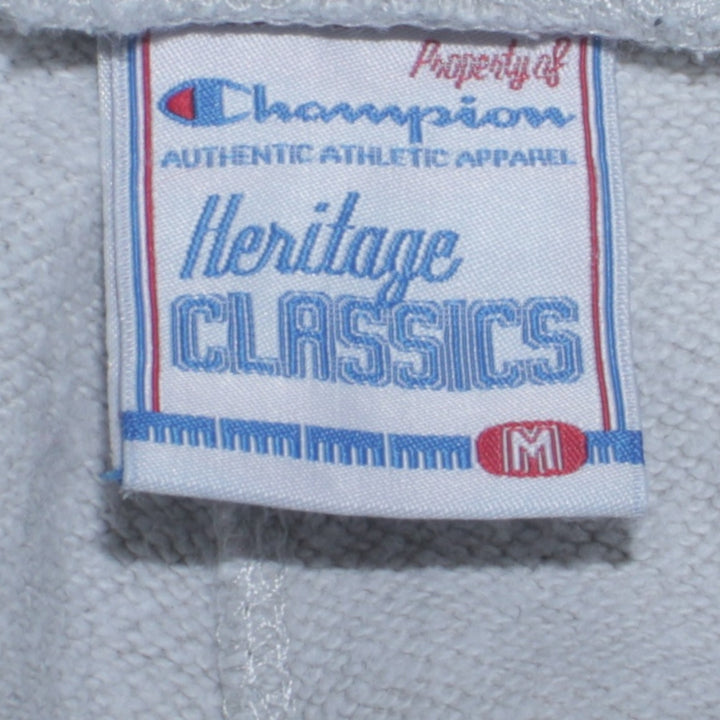 Property of
Champion
AUTHENTIC ATHLETIC APPAREL
Heritage
CLASSICS
M